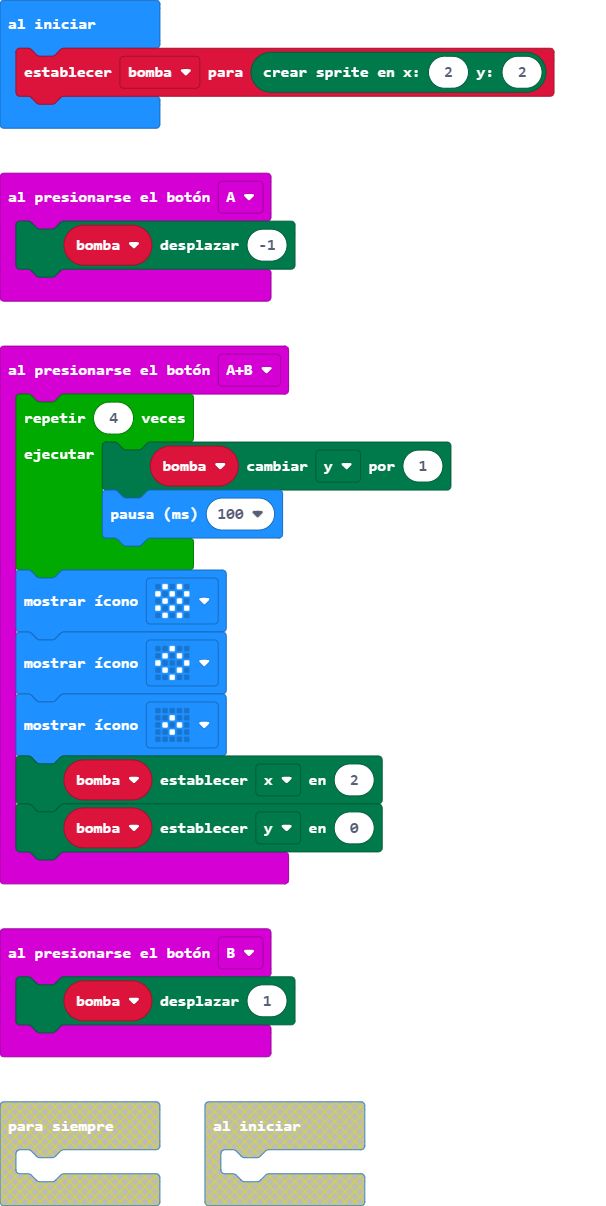 al iniciar
establecer bomba para crear sprite en x: 2 y: 2
al presionarse el botón A
bomba desplazar -1
al presionarse el botón A+B
repetir 4 veces
ejecutar
bomba cambiar y por 1
pausa (ms) 100
mostrar ícono
mostrar ícono
mostrar ícono
bomba establecer x en 2
bomba establecer y en 0
al presionarse el botón B
bomba desplazar 1
para siempre
al iniciar